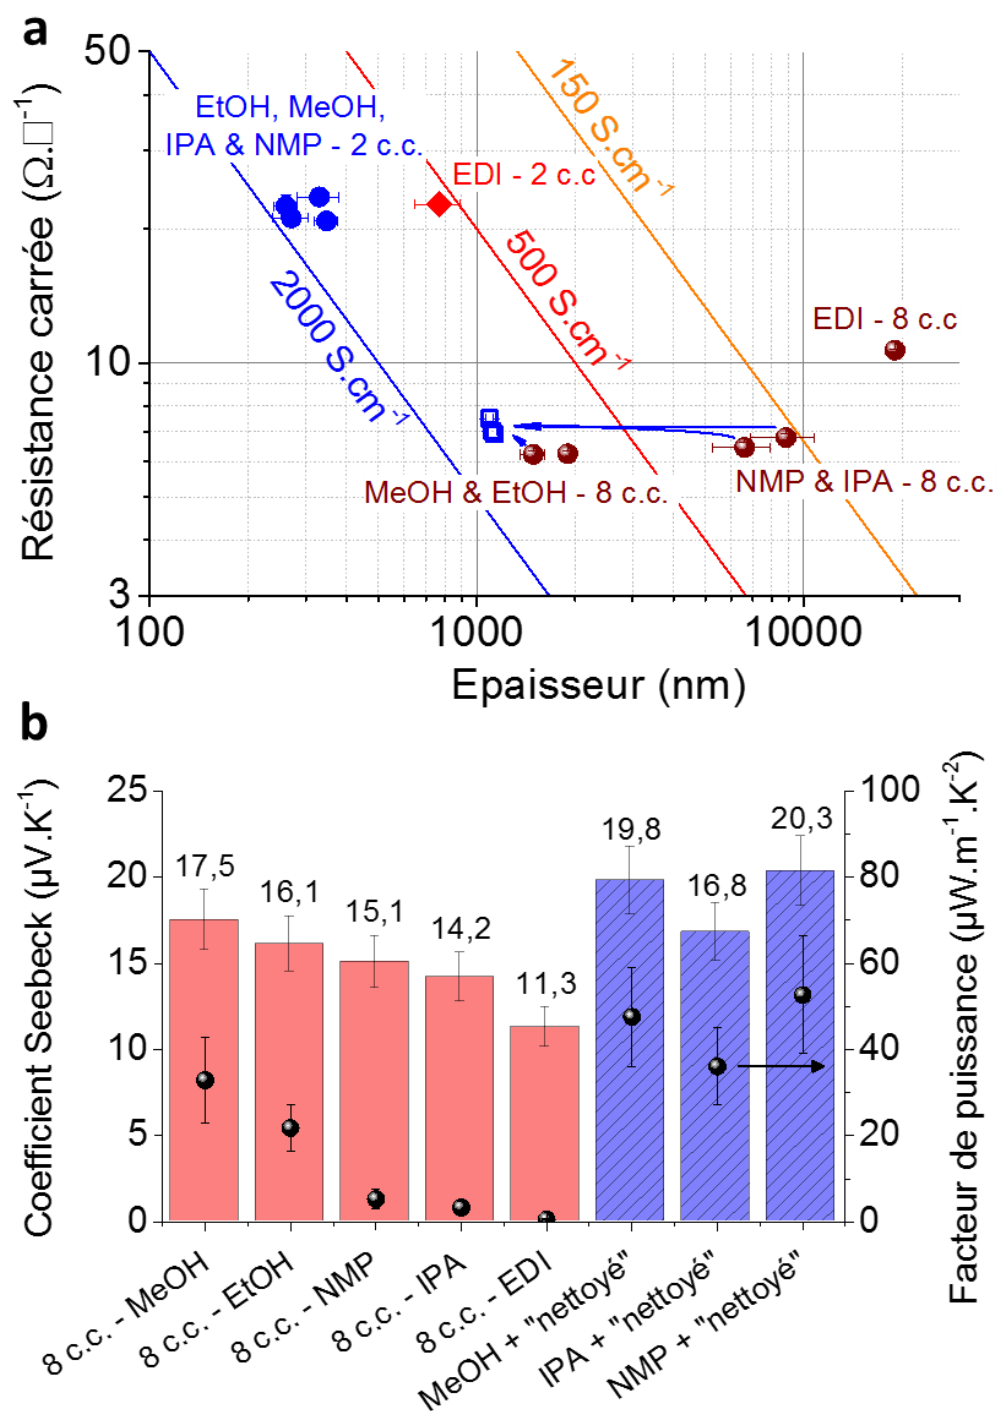 a
50
10
3
Résistance carrée (Ω.□⁻¹)
EtOH, MeOH,
IPA & NMP - 2 c.c.
EDI - 2 c.c
150 S.cm⁻¹
500 S.cm⁻¹
2000 S.cm⁻¹
EDI - 8 c.c
MeOH & EtOH - 8 c.c.
NMP & IPA - 8 c.c.
100
1000
10000
Epaisseur (nm)
b
Coefficient Seebeck (µV.K⁻¹)
25
20
15
10
5
0
17,5
16,1
15,1
14,2
11,3
19,8
16,8
20,3
100
80
60
40
20
0
Facteur de puissance (µW.m⁻¹.K⁻²)
8 c.c. - MeOH
8 c.c. - EtOH
8 c.c. - NMP
8 c.c. - IPA
8 c.c. - EDI
MeOH + "nettoyé"
IPA + "nettoyé"
NMP + "nettoyé"